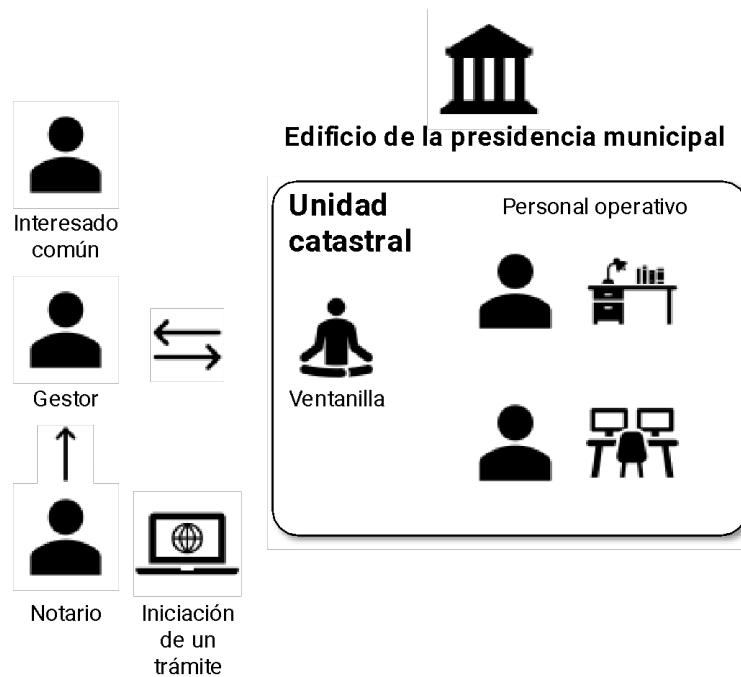 Edificio de la presidencia municipal
Interesado
común
Unidad
catastral
Personal operativo
Gestor
Ventanilla
Notario
Iniciación
de un
trámite